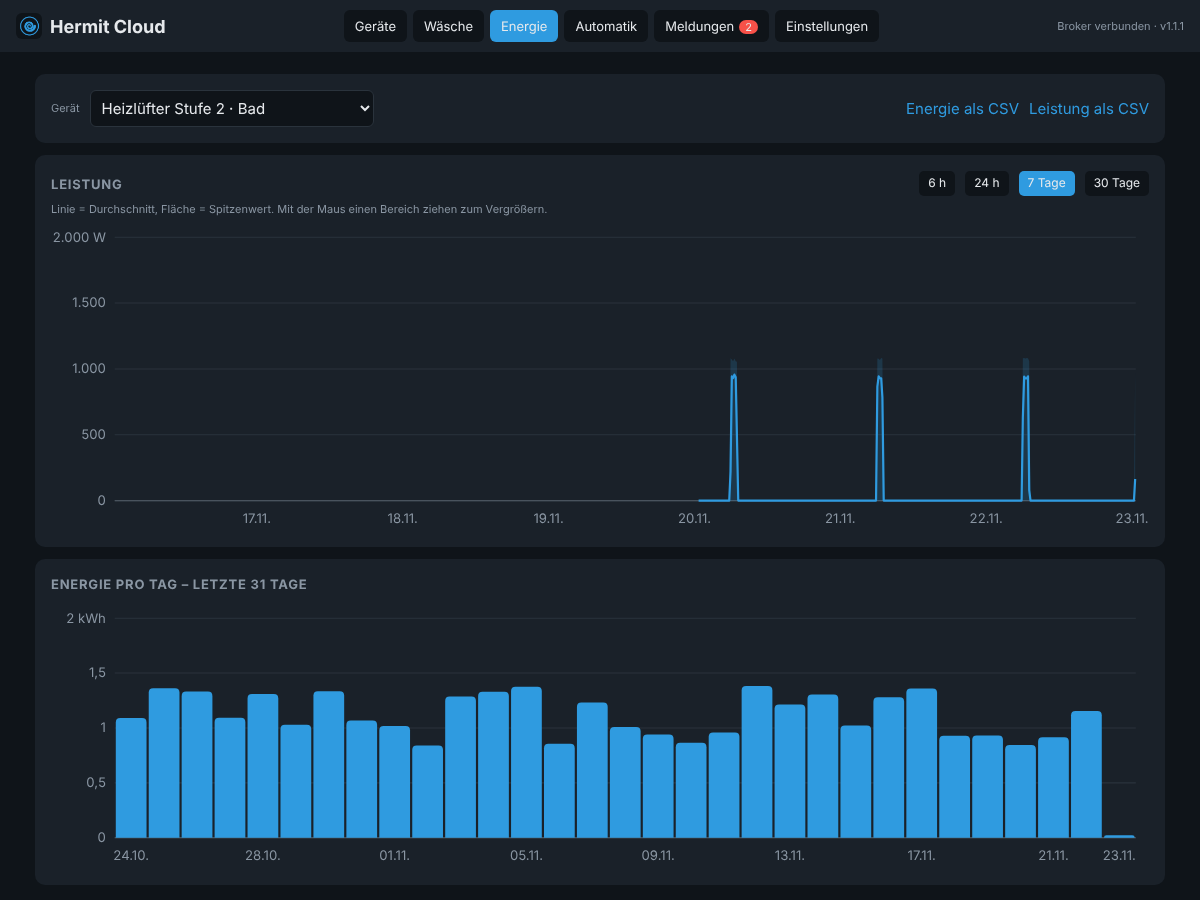 Hermit Cloud
Geräte Wäsche Energie Automatik Meldungen 2 Einstellungen
Broker verbunden · v1.1.1
Gerät Heizlüfter Stufe 2 · Bad
Energie als CSV Leistung als CSV
LEISTUNG
6 h 24 h 7 Tage 30 Tage
Linie = Durchschnitt, Fläche = Spitzenwert. Mit der Maus einen Bereich ziehen zum Vergrößern.
2.000 W
1.500
1.000
500
0
17.11. 18.11. 19.11. 20.11. 21.11. 22.11. 23.11.
ENERGIE PRO TAG – LETZTE 31 TAGE
2 kWh
1,5
1
0,5
0
24.10. 28.10. 01.11. 05.11. 09.11. 13.11. 17.11. 21.11. 23.11.